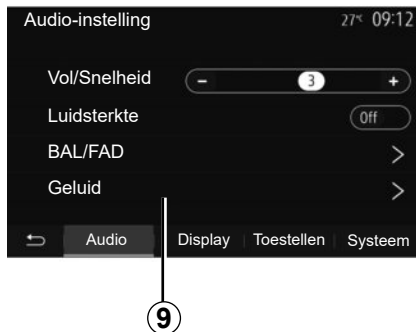 Audio-instelling 27°C 09:12
Vol/Snelheid - 3 +
Luidsterkte Off
BAL/FAD >
Geluid >
Audio Display Toestellen Systeem
9